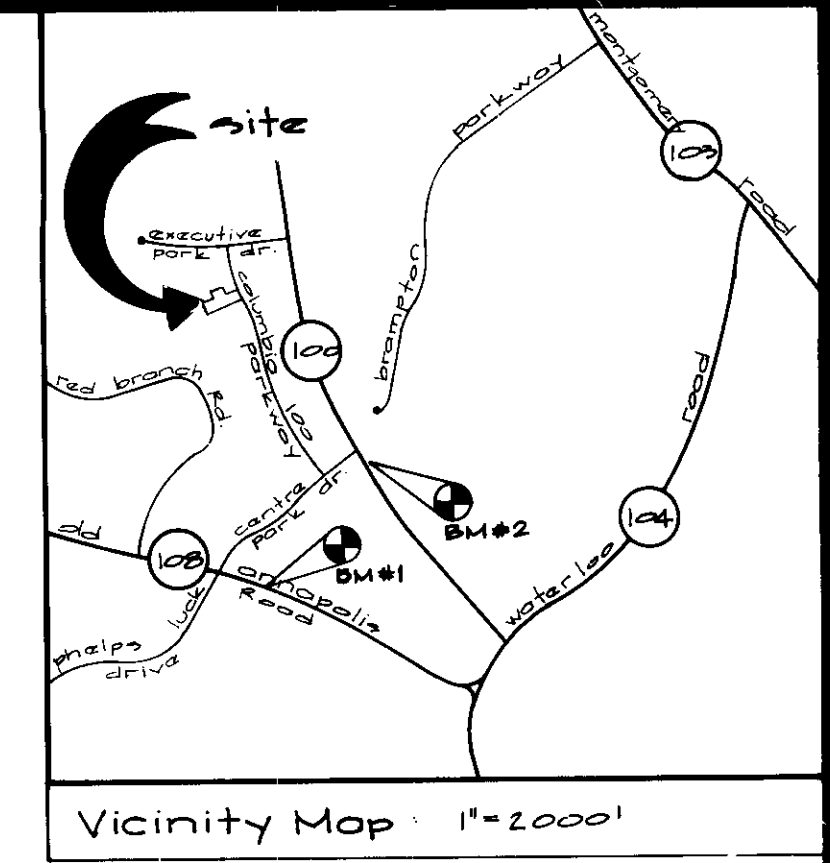 site
montgomery
road
103
parkway
brampton
executive
park dr.
columbia 100
parkway
100
red branch
Rd.
centre
park dr.
BM#2
BM#1
old
108
annapolis
Road
phelps luck
drive
waterloo
road
104
Vicinity Map 1"=2000'